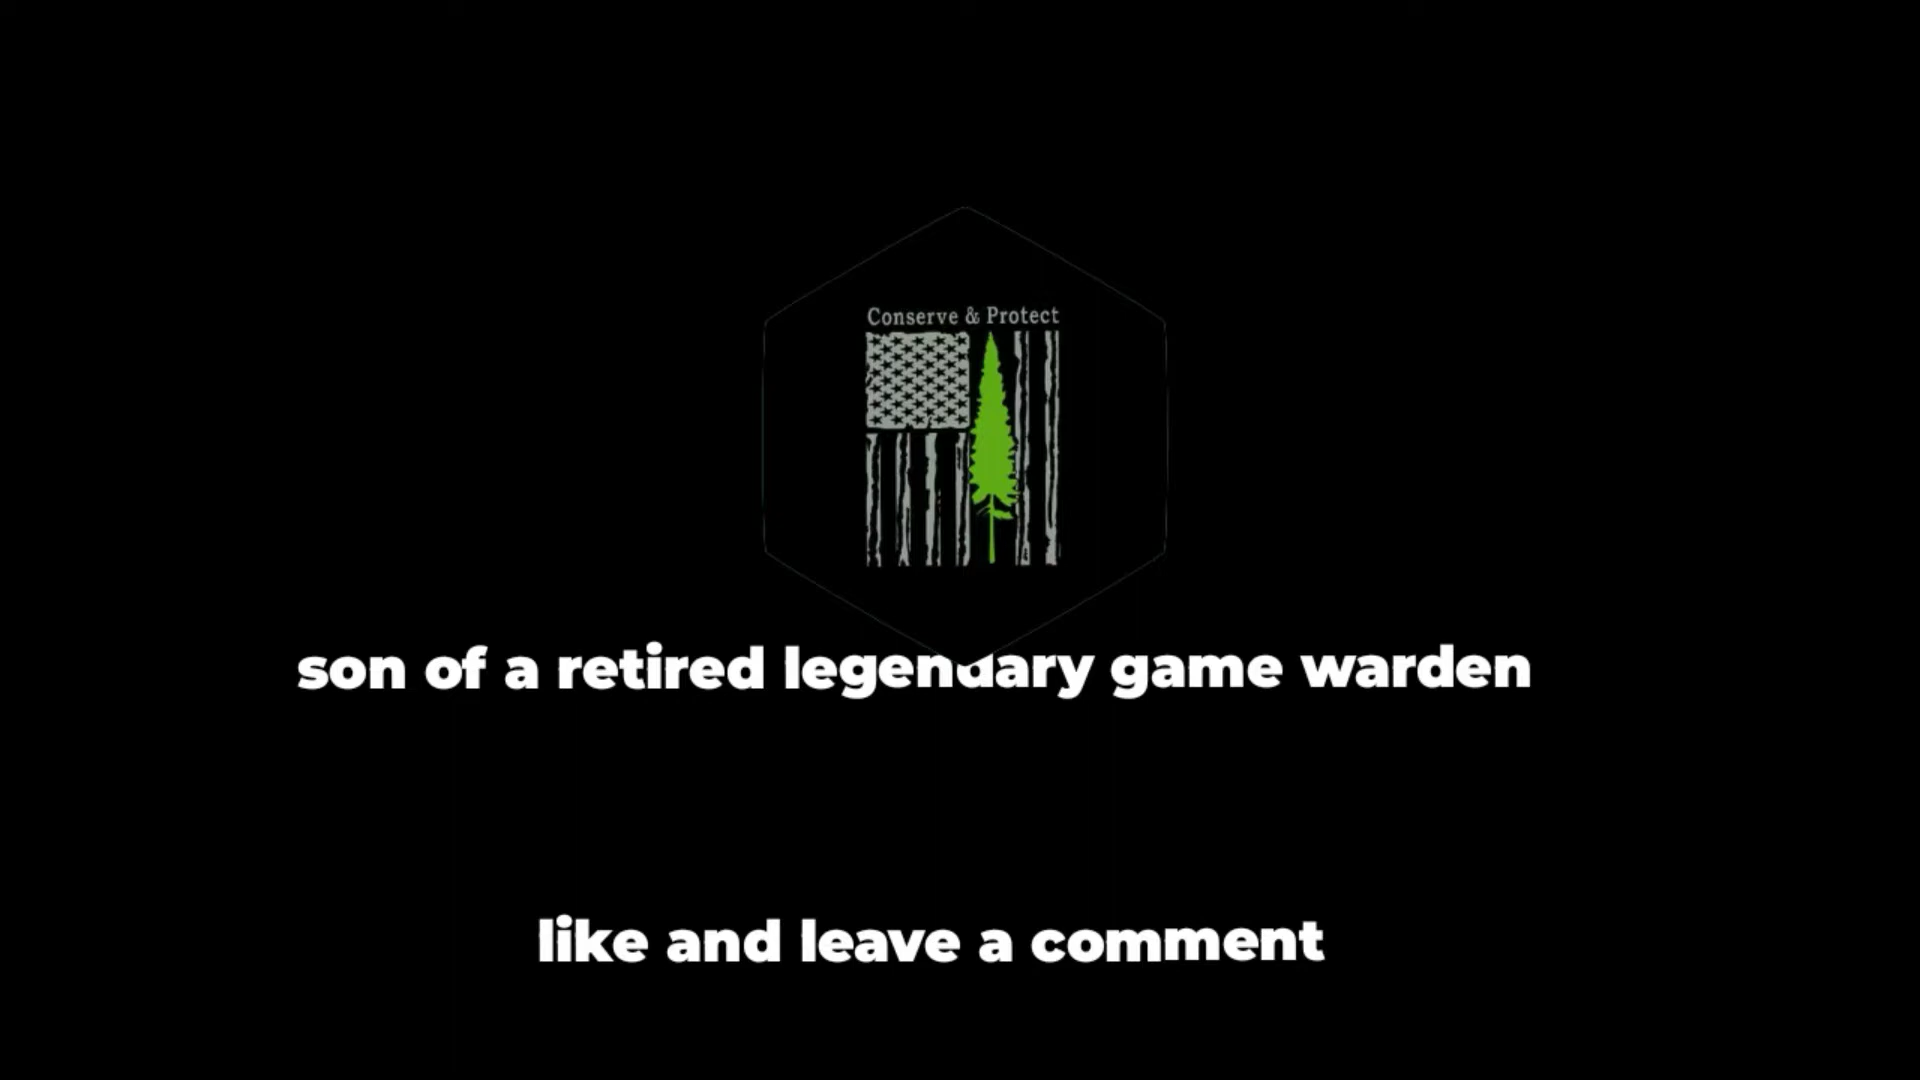 Conserve & Protect
son of a retired legendary game warden
like and leave a comment